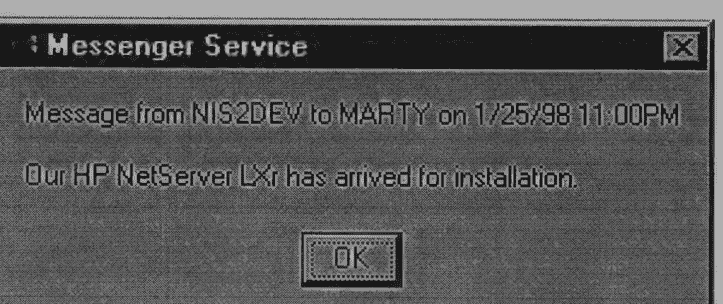 Messenger Service
Message from NIS2DEV to MARTY on 1/25/98 11:00PM
Our HP NetServer LXr has arrived for installation.
OK